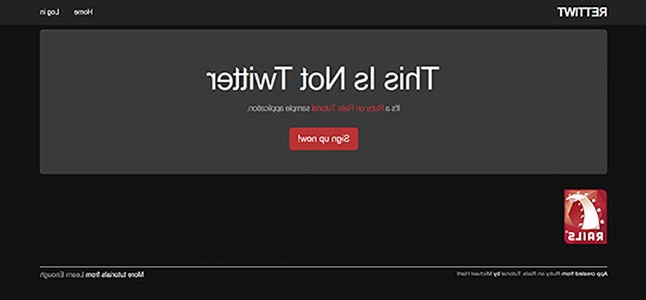 RETTIWT
Home Log in
This Is Not Twitter
It's a Ruby on Rails Tutorial sample application.
Sign up now!
RAILS
App created from Ruby on Rails Tutorial by Michael Hartl
More tutorials from Learn Enough